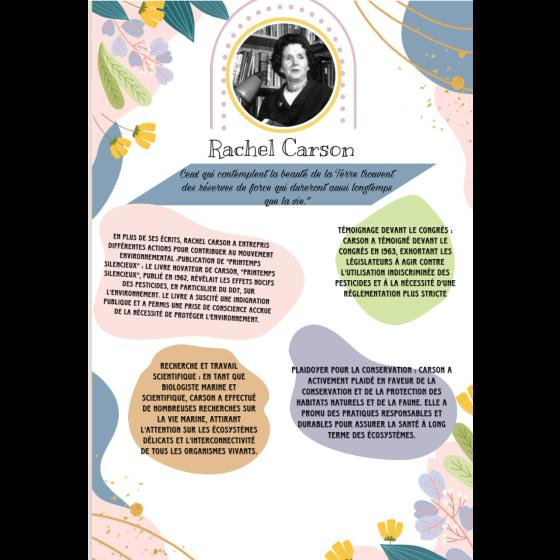 Rachel Carson
Ceux qui contemplent la beauté de la Terre trouvent
des réserves de force qui dureront aussi longtemps
que la vie."
EN PLUS DE SES ÉCRITS, RACHEL CARSON A ENTREPRIS
DIFFÉRENTES ACTIONS POUR CONTRIBUER AU MOUVEMENT
ENVIRONNEMENTAL :PUBLICATION DE "PRINTEMPS
SILENCIEUX" : LE LIVRE NOVATEUR DE CARSON, "PRINTEMPS
SILENCIEUX", PUBLIÉ EN 1962, RÉVÉLAIT LES EFFETS NOCIFS
DES PESTICIDES, EN PARTICULIER DU DDT, SUR
L'ENVIRONNEMENT. LE LIVRE A SUSCITÉ UNE INDIGNATION
PUBLIQUE ET A PERMIS UNE PRISE DE CONSCIENCE ACCRUE
DE LA NÉCESSITÉ DE PROTÉGER L'ENVIRONNEMENT.
TÉMOIGNAGE DEVANT LE CONGRÈS :
CARSON A TÉMOIGNÉ DEVANT LE
CONGRÈS EN 1963, EXHORTANT LES
LÉGISLATEURS À AGIR CONTRE
L'UTILISATION INDISCRIMINÉE DES
PESTICIDES ET À LA NÉCESSITÉ D'UNE
RÉGLEMENTATION PLUS STRICTE
RECHERCHE ET TRAVAIL
SCIENTIFIQUE : EN TANT QUE
BIOLOGISTE MARINE ET
SCIENTIFIQUE, CARSON A EFFECTUÉ
DE NOMBREUSES RECHERCHES SUR
LA VIE MARINE, ATTIRANT
L'ATTENTION SUR LES ÉCOSYSTÈMES
DÉLICATS ET L'INTERCONNECTIVITÉ
DE TOUS LES ORGANISMES VIVANTS.
PLAIDOYER POUR LA CONSERVATION : CARSON A
ACTIVEMENT PLAIDÉ EN FAVEUR DE LA
CONSERVATION ET DE LA PROTECTION DES
HABITATS NATURELS ET DE LA FAUNE. ELLE A
PROMU DES PRATIQUES RESPONSABLES ET
DURABLES POUR ASSURER LA SANTÉ À LONG
TERME DES ÉCOSYSTÈMES.